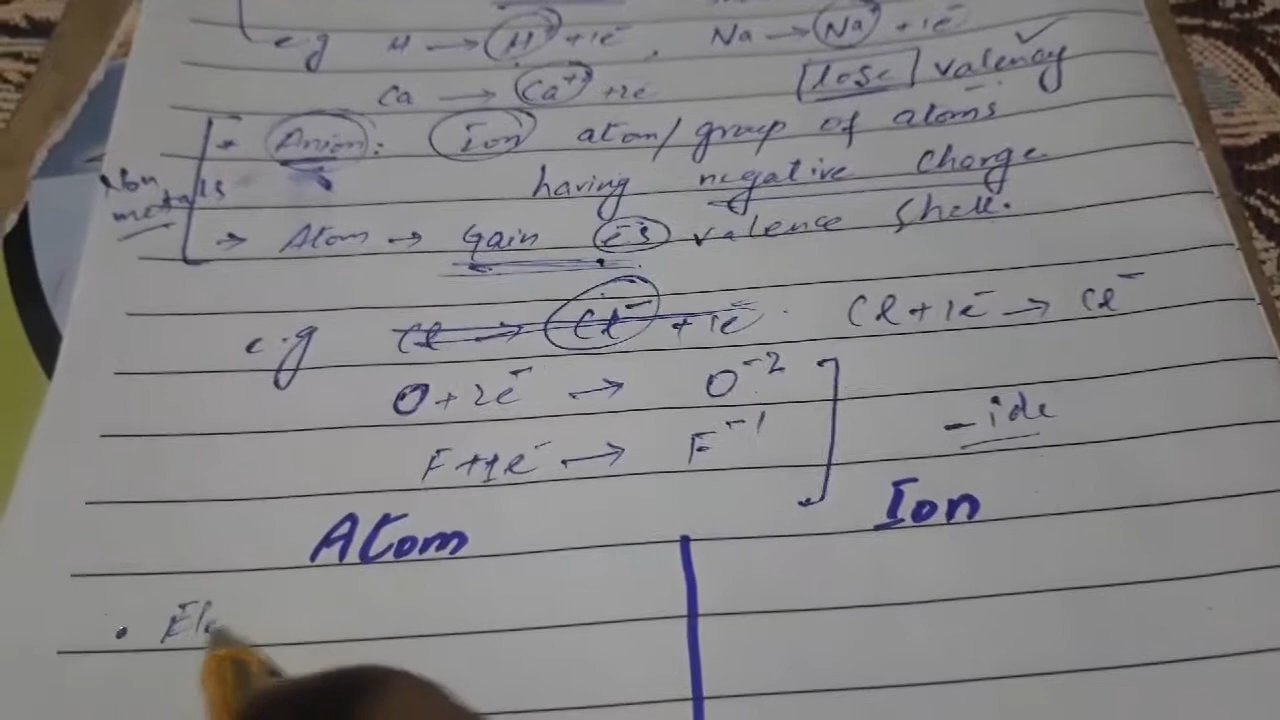 e.g H → H⁺ + 1e⁻, Na → Na⁺ + 1e⁻
Ca → Ca⁺² + 2e⁻ [lose] valency ✓
* Anion: Ion atom/group of atoms
Non metals
having negative charge
→ Atom → Gain e⁻s valence shell.
e.g Cl → Cl⁻ + 1e⁻. Cl + 1e⁻ → Cl⁻
O + 2e⁻ → O⁻²
F + 1e⁻ → F⁻¹
-ide
Atom Ion
• Ele